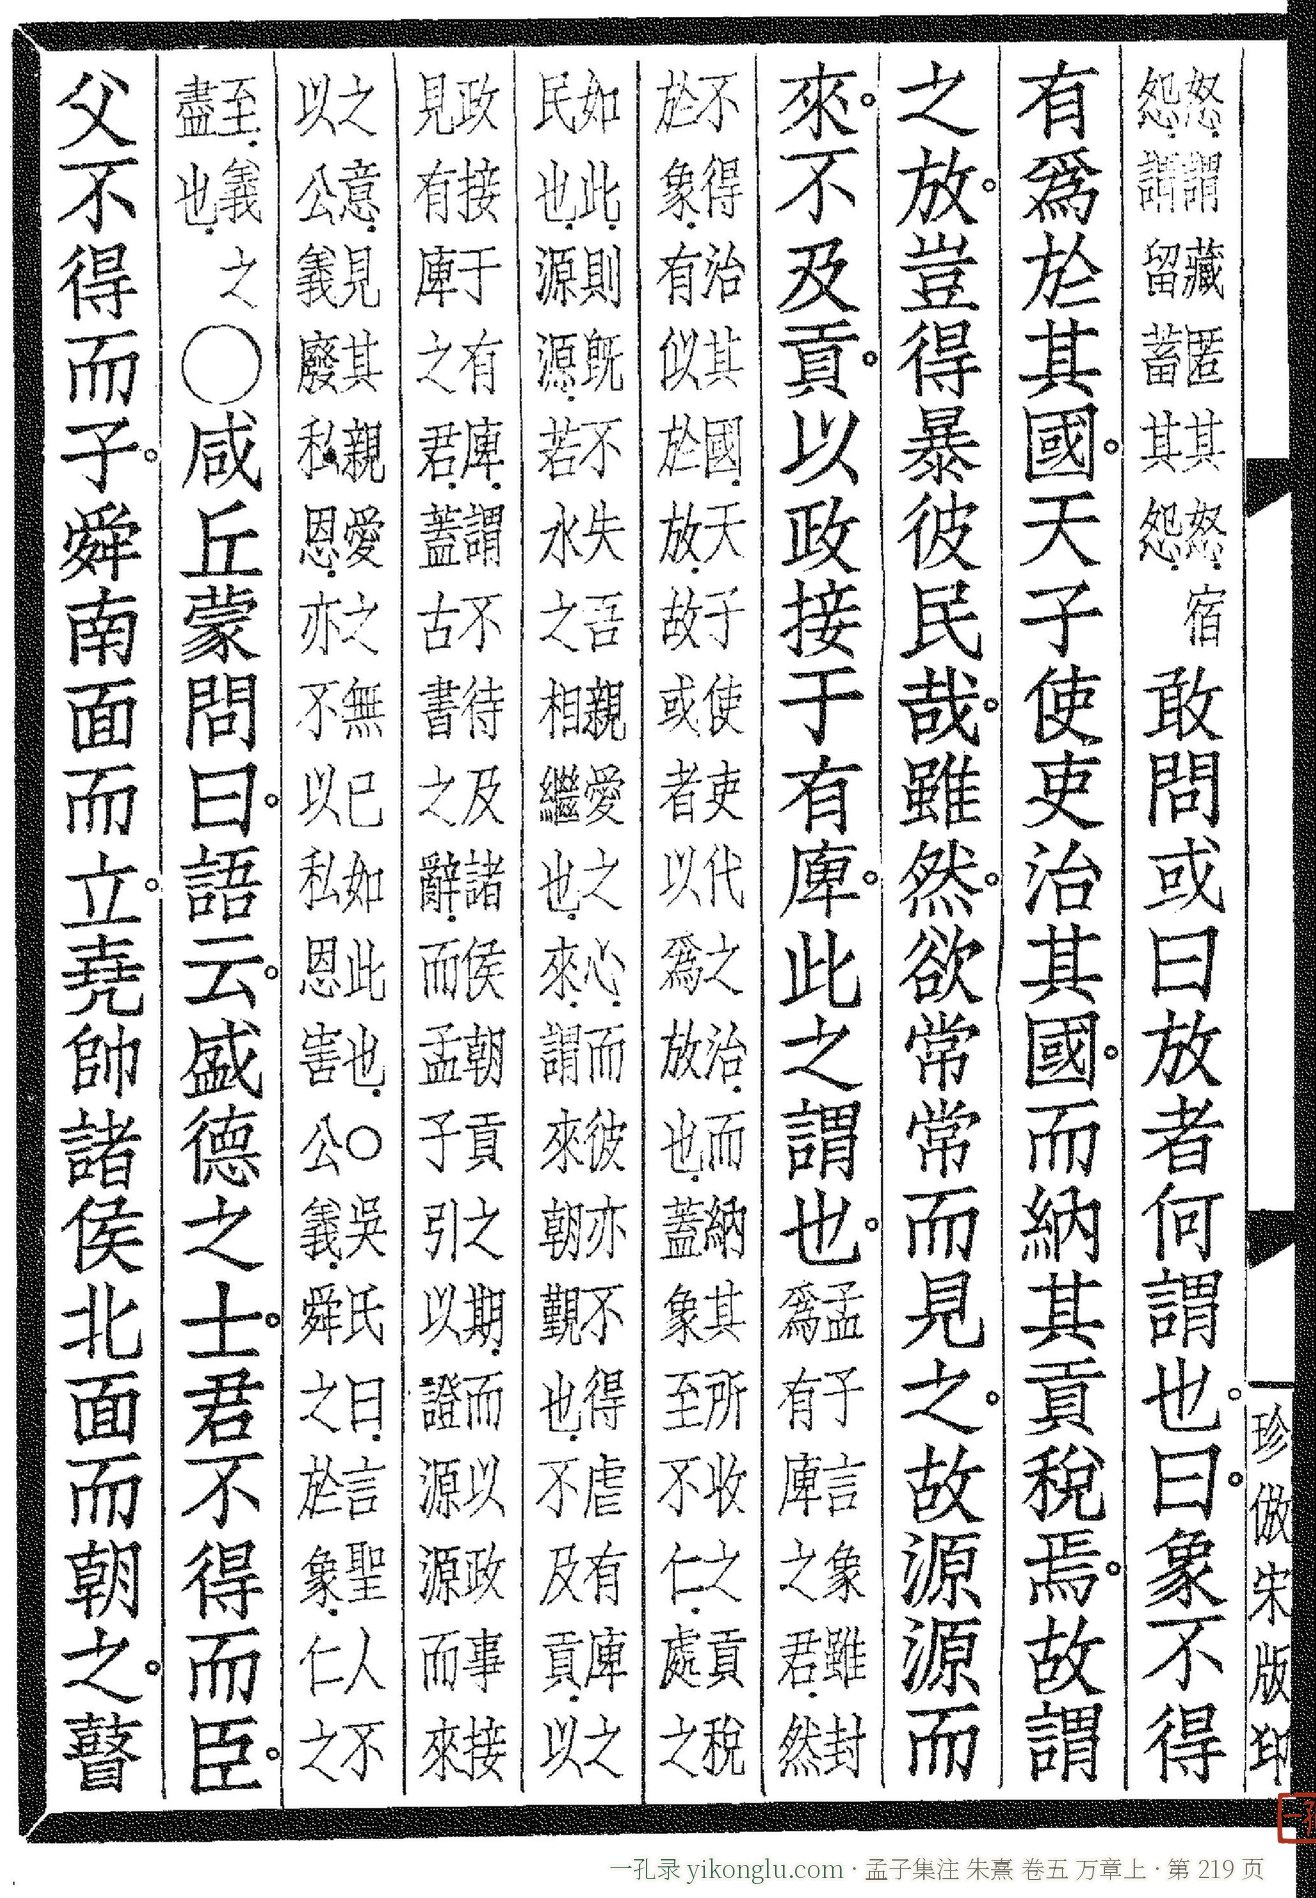 珍倣宋版印
怒．謂藏匿其怒．宿
怨．謂留蓄其怨．
敢問或曰放者何謂也。曰。象不得
有爲於其國。天子使吏治其國。而納其貢稅焉。故謂
之放。豈得暴彼民哉。雖然。欲常常而見之。故源源而
來。不及貢。以政接于有庳。此之謂也。
孟子言象雖封
爲有庳之君．然
不得治其國．天子使吏代之治．而納其所收之貢稅
於象．有似於放．故或者以爲放也．蓋象至不仁．處之
如此．則既不失吾親愛之心．而彼亦不得虐有庳之
民也．源源．若水之相繼也．來．謂來朝覲也．不及貢．以
政接于有庳．謂不待及諸侯朝貢之期．而以政事接
見有庳之君．蓋古書之辭．而孟子引以證源源而來
之意．見其親愛之無已如此也．○吳氏曰．言聖人不
以公義廢私恩．亦不以私恩害公義．舜之於象．仁之
至．義之
盡也．
○咸丘蒙問曰。語云。盛德之士。君不得而臣。
父不得而子。舜南面而立。堯帥諸侯北面而朝之。瞽
一孔录 yikonglu.com · 孟子集注 朱熹 卷五 万章上 · 第 219 页